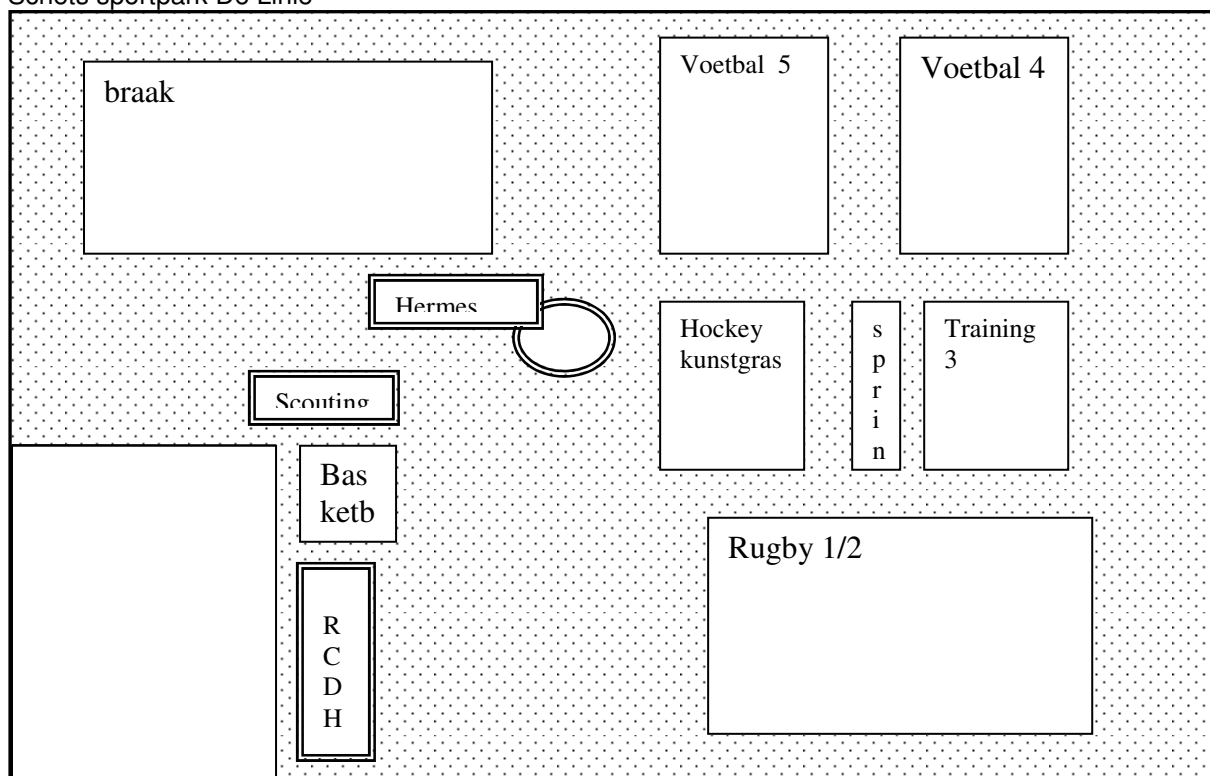 Schets sportpark De Linie
braak
Voetbal 5
Voetbal 4
Hermes
Hockey
kunstgras
s
p
r
i
n
Training
3
Scouting
Bas
ketb
Rugby 1/2
R
C
D
H